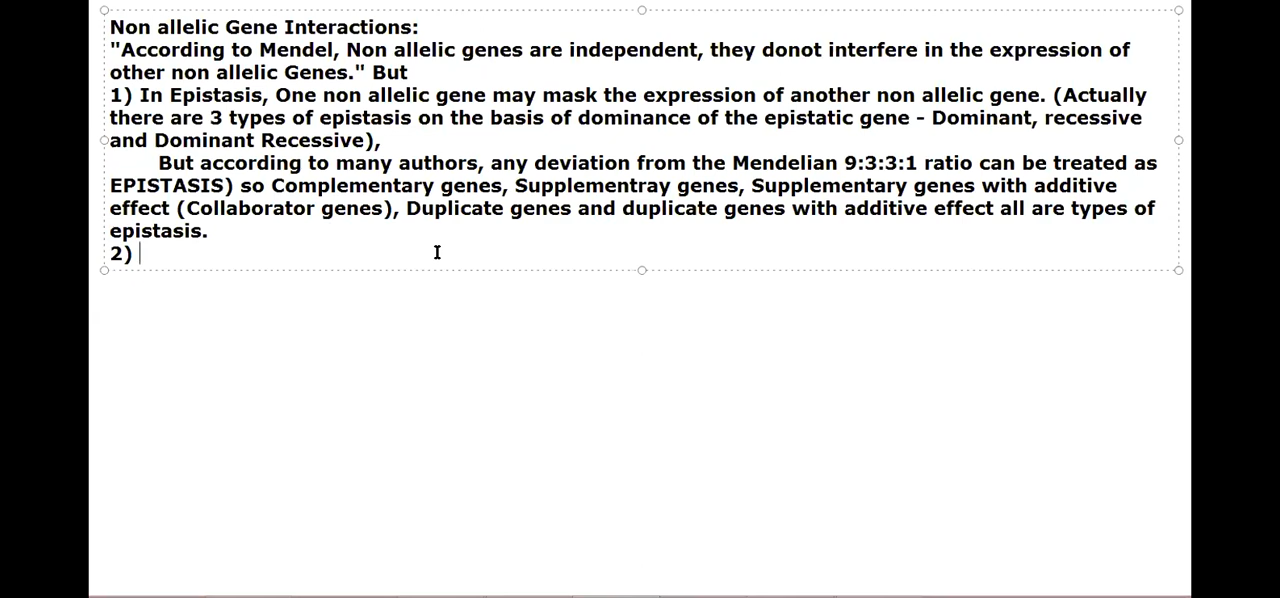 Non allelic Gene Interactions:
"According to Mendel, Non allelic genes are independent, they donot interfere in the expression of
other non allelic Genes." But
1) In Epistasis, One non allelic gene may mask the expression of another non allelic gene. (Actually
there are 3 types of epistasis on the basis of dominance of the epistatic gene - Dominant, recessive
and Dominant Recessive),
But according to many authors, any deviation from the Mendelian 9:3:3:1 ratio can be treated as
EPISTASIS) so Complementary genes, Supplementray genes, Supplementary genes with additive
effect (Collaborator genes), Duplicate genes and duplicate genes with additive effect all are types of
epistasis.
2)